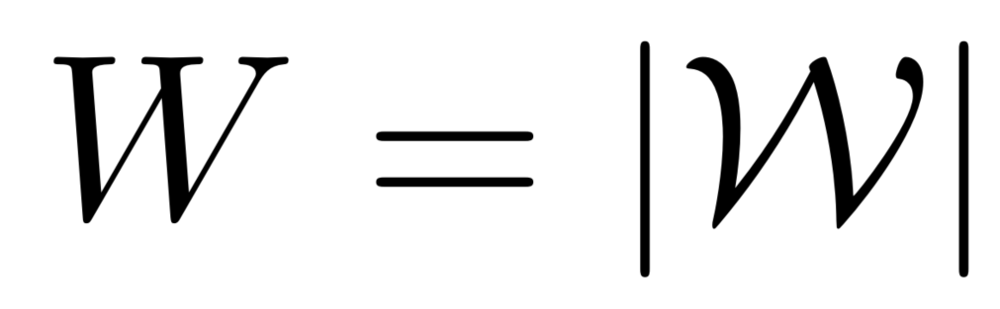 W = |𝒲|